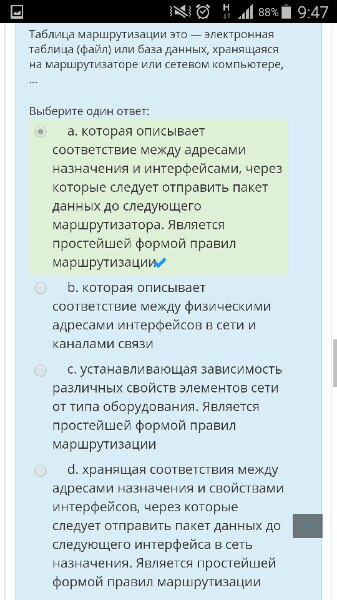 H 88% 9:47
Таблица маршрутизации это — электронная
таблица (файл) или база данных, хранящаяся
на маршрутизаторе или сетевом компьютере,
...
Выберите один ответ:
a. которая описывает
соответствие между адресами
назначения и интерфейсами, через
которые следует отправить пакет
данных до следующего
маршрутизатора. Является
простейшей формой правил
маршрутизации
b. которая описывает
соответствие между физическими
адресами интерфейсов в сети и
каналами связи
c. устанавливающая зависимость
различных свойств элементов сети
от типа оборудования. Является
простейшей формой правил
маршрутизации
d. хранящая соответствия между
адресами назначения и свойствами
интерфейсов, через которые
следует отправить пакет данных до
следующего интерфейса в сеть
назначения. Является простейшей
формой правил маршрутизации